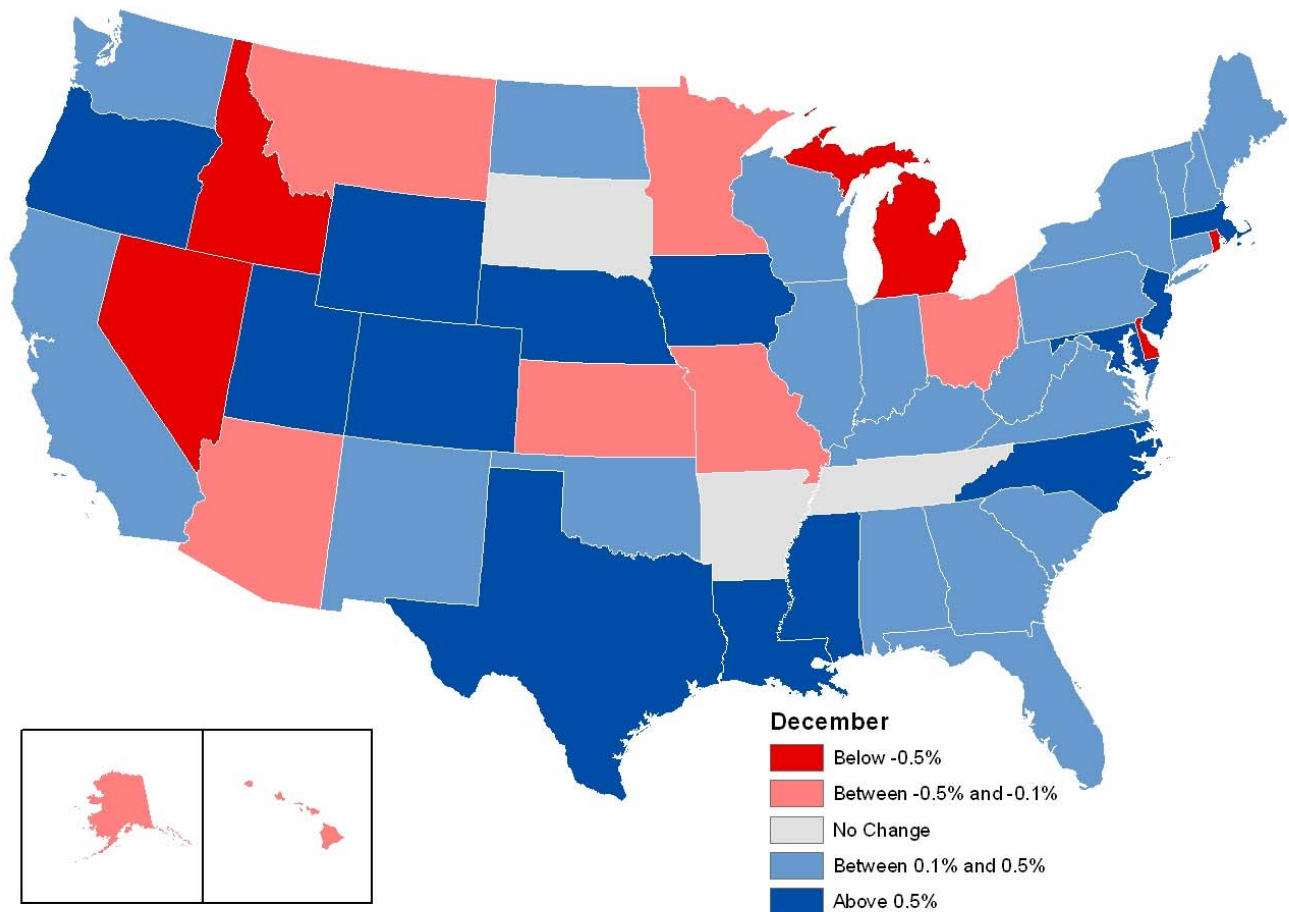 December
Below -0.5%
Between -0.5% and -0.1%
No Change
Between 0.1% and 0.5%
Above 0.5%